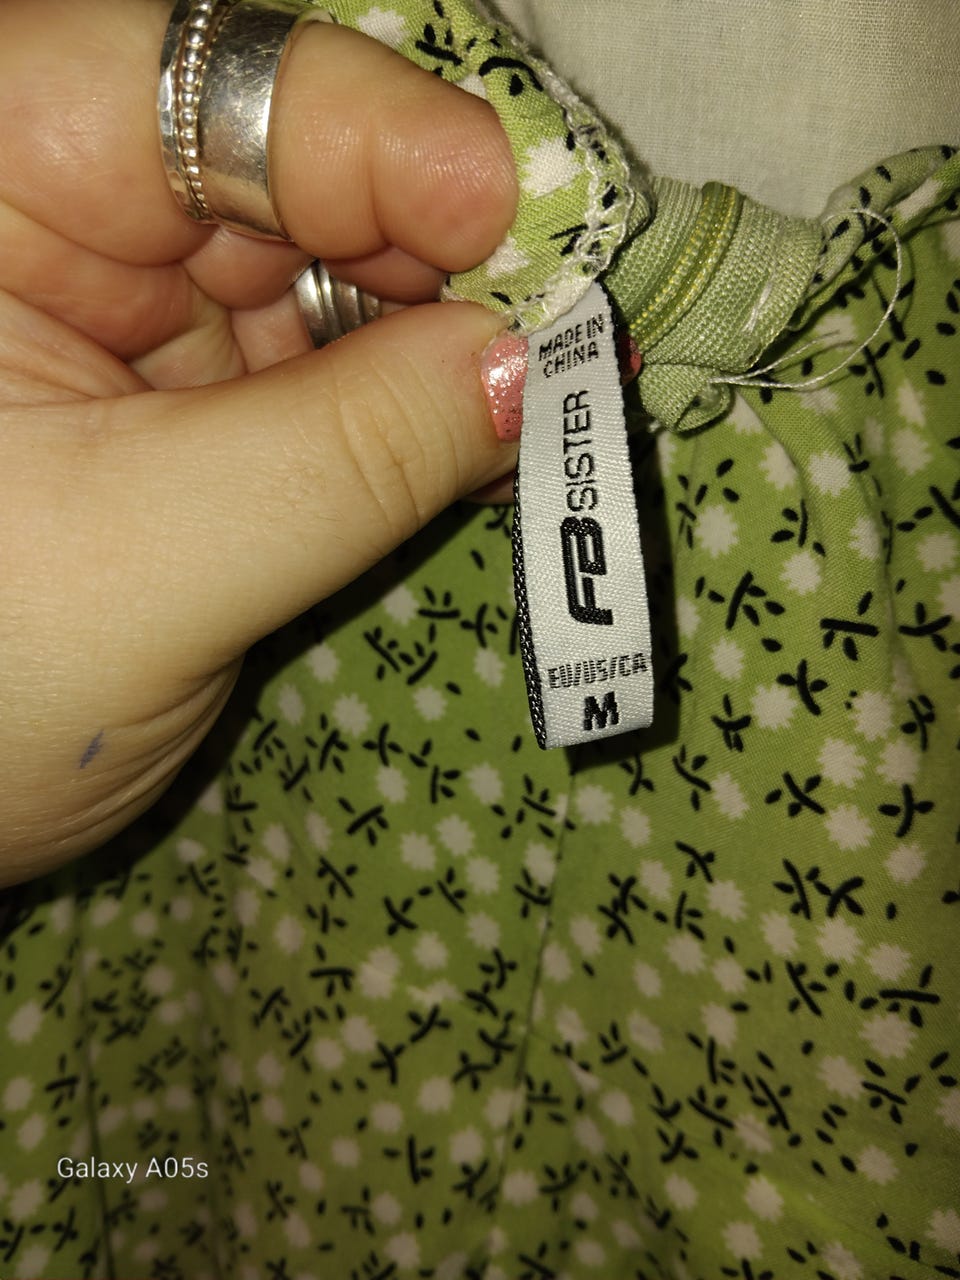 MADE IN
CHINA
FB SISTER
EU/US/CA
M
Galaxy A05s